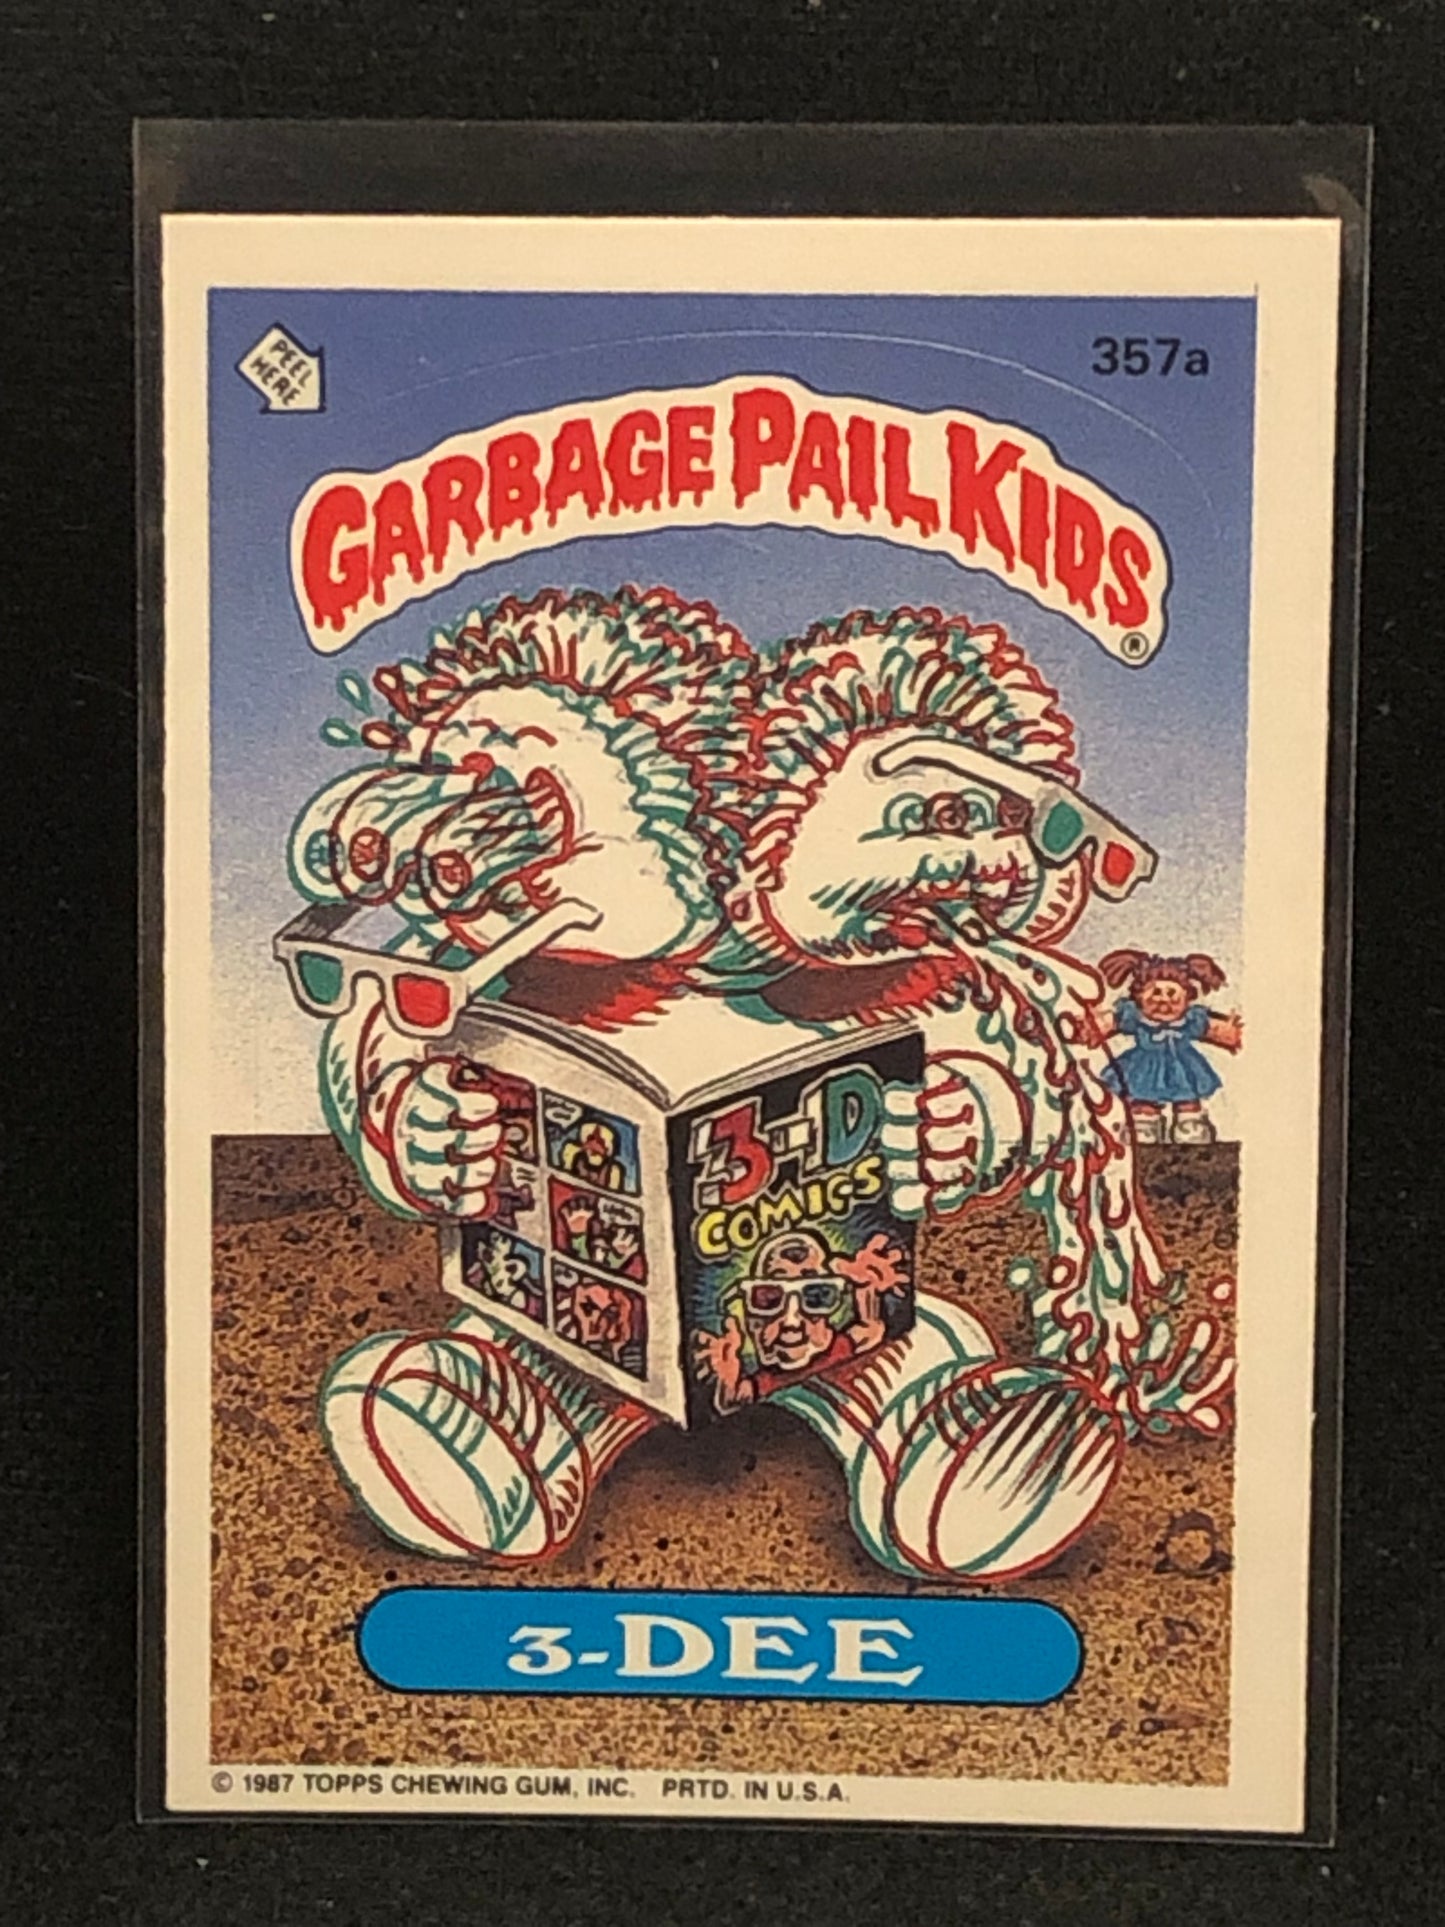 PEEL
HERE
357a
GARBAGE PAIL KIDS
®
3-D
COMICS
3-DEE
© 1987 TOPPS CHEWING GUM, INC. PRTD. IN U.S.A.